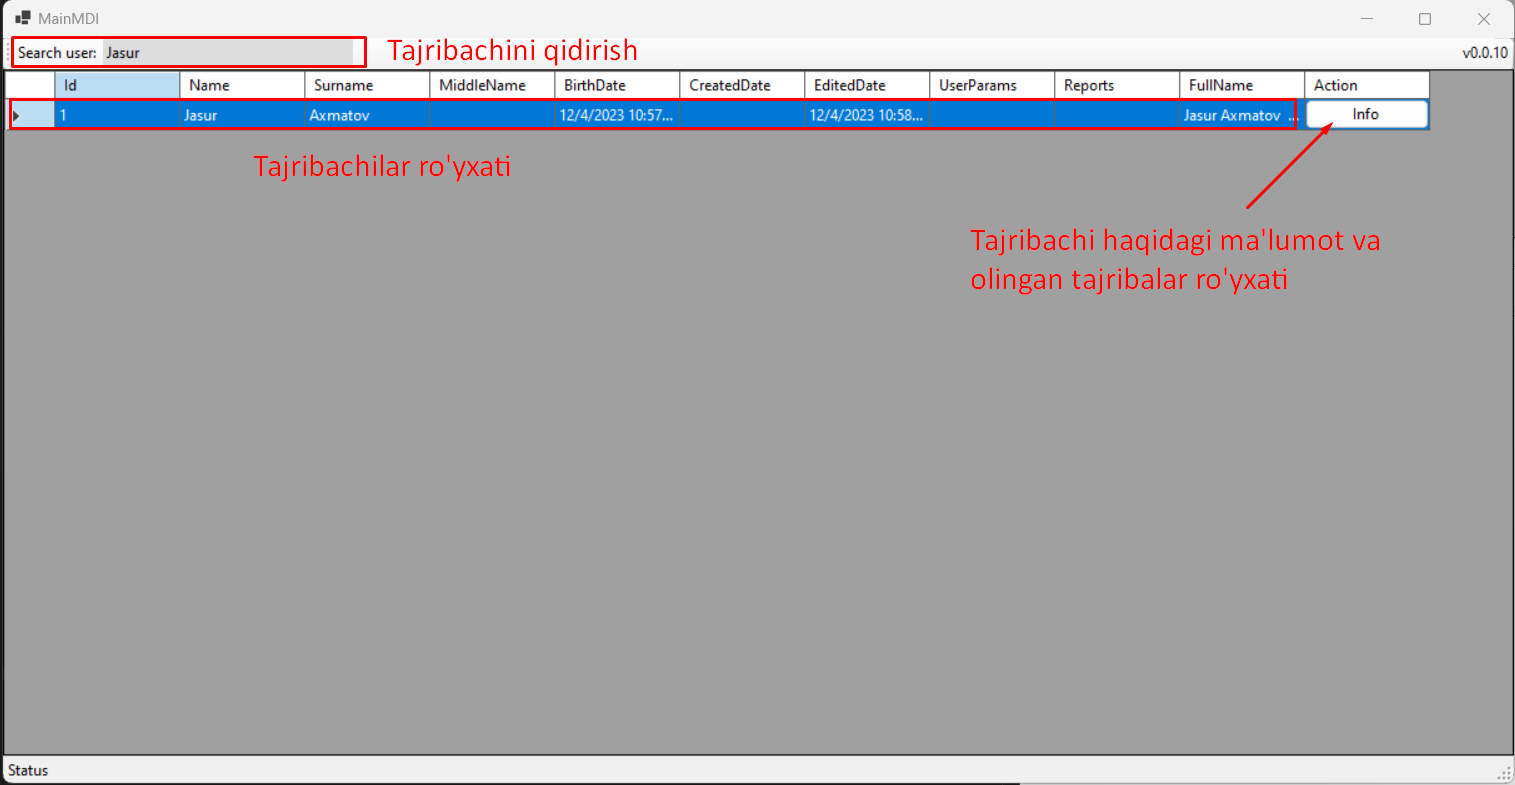 MainMDI
Search user: Jasur Tajribachini qidirish v0.0.10
Id Name Surname MiddleName BirthDate CreatedDate EditedDate UserParams Reports FullName Action
1 Jasur Axmatov 12/4/2023 10:57... 12/4/2023 10:58... Jasur Axmatov ... Info
Tajribachilar ro'yxati
Tajribachi haqidagi ma'lumot va
olingan tajribalar ro'yxati
Status